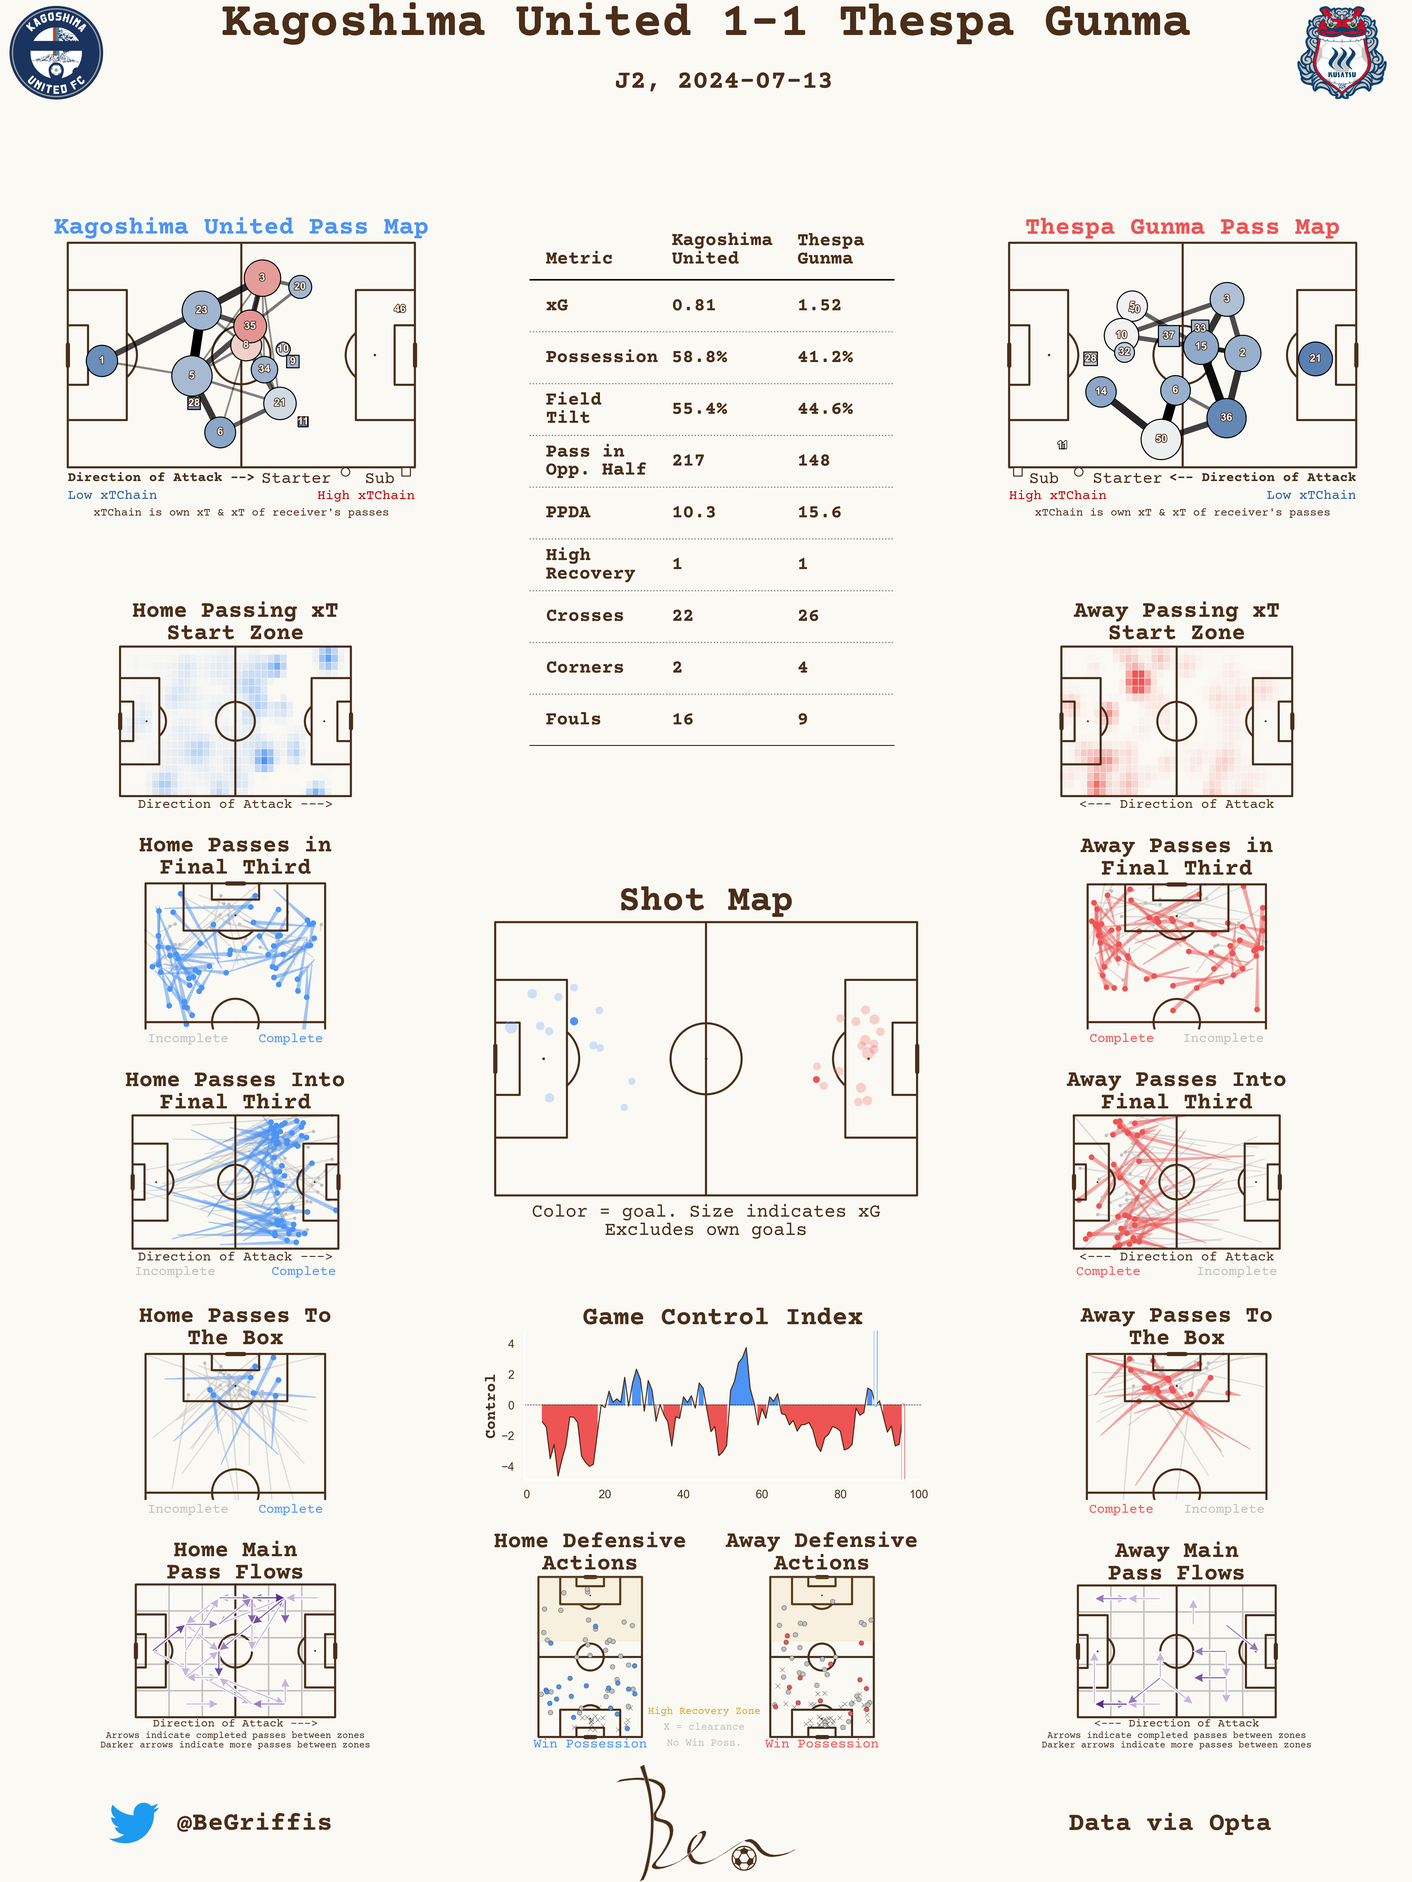 Kagoshima United 1-1 Thespa Gunma
J2, 2024-07-13
KAGOSHIMA
UNITED FC
KUSATSU
Kagoshima United Pass Map
3
20
46
23
35
8
10
9
1
34
5
28
21
11
6
Direction of Attack --> Starter Sub
Low xTChain High xTChain
xTChain is own xT & xT of receiver's passes
Metric Kagoshima United Thespa Gunma
xG 0.81 1.52
Possession 58.8% 41.2%
Field Tilt 55.4% 44.6%
Pass in Opp. Half 217 148
PPDA 10.3 15.6
High Recovery 1 1
Crosses 22 26
Corners 2 4
Fouls 16 9
Thespa Gunma Pass Map
3
5
40
10
37
33
15
32
28
2
21
14
6
36
50
11
Sub Starter <-- Direction of Attack
High xTChain Low xTChain
xTChain is own xT & xT of receiver's passes
Home Passing xT
Start Zone
Direction of Attack --->
Away Passing xT
Start Zone
<--- Direction of Attack
Home Passes in
Final Third
Incomplete Complete
Away Passes in
Final Third
Complete Incomplete
Shot Map
Color = goal. Size indicates xG
Excludes own goals
Home Passes Into
Final Third
Direction of Attack --->
Incomplete Complete
Away Passes Into
Final Third
<--- Direction of Attack
Complete Incomplete
Home Passes To
The Box
Incomplete Complete
Game Control Index
Control
4
2
0
−2
−4
0 20 40 60 80 100
Away Passes To
The Box
Complete Incomplete
Home Main
Pass Flows
Direction of Attack --->
Arrows indicate completed passes between zones
Darker arrows indicate more passes between zones
Home Defensive
Actions
Win Possession
Away Defensive
Actions
Win Possession
High Recovery Zone
X = clearance
No Win Poss.
Away Main
Pass Flows
<--- Direction of Attack
Arrows indicate completed passes between zones
Darker arrows indicate more passes between zones
@BeGriffis
Ben
Data via Opta